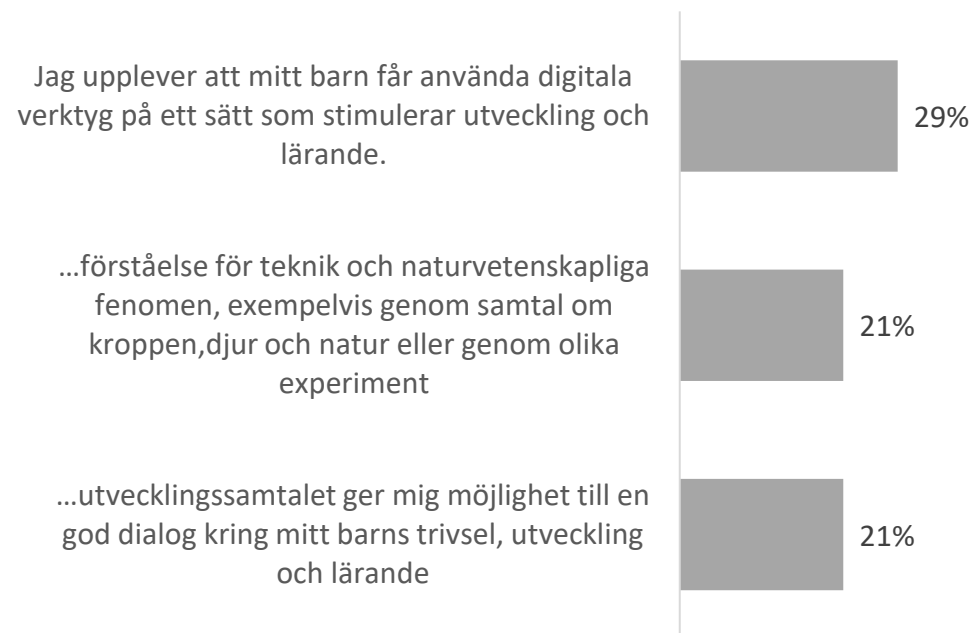 Jag upplever att mitt barn får använda digitala
verktyg på ett sätt som stimulerar utveckling och
lärande.
29%
...förståelse för teknik och naturvetenskapliga
fenomen, exempelvis genom samtal om
kroppen,djur och natur eller genom olika
experiment
21%
...utvecklingssamtalet ger mig möjlighet till en
god dialog kring mitt barns trivsel, utveckling
och lärande
21%